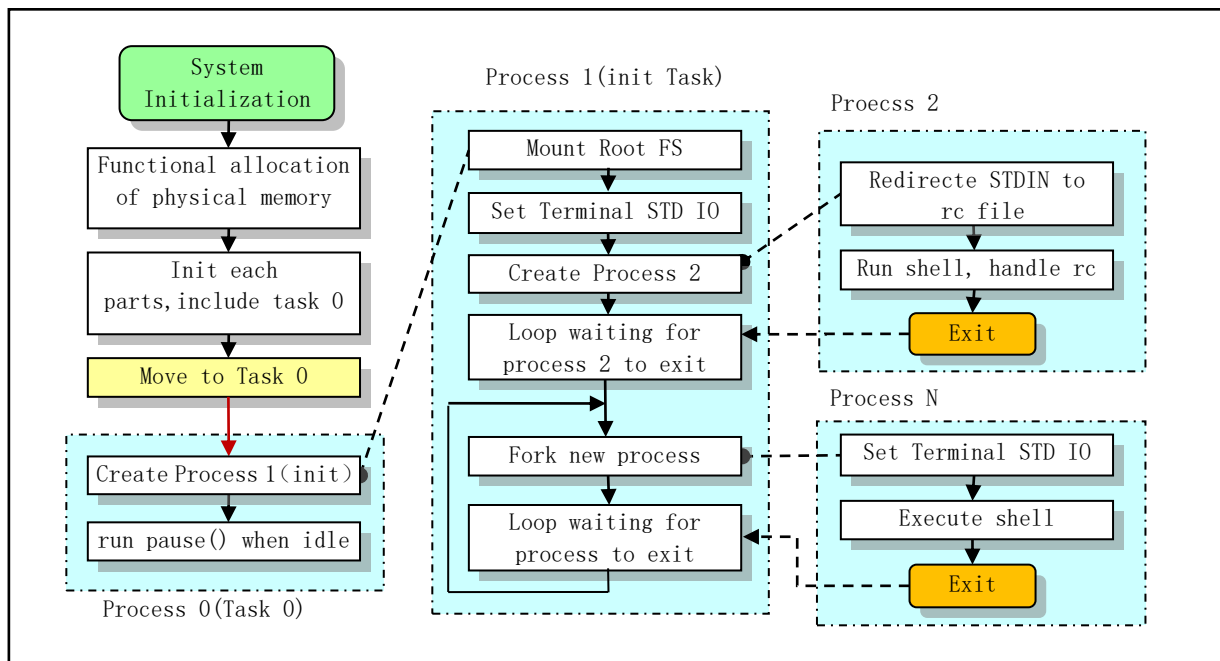 System
Initialization
Functional allocation
of physical memory
Init each
parts,include task 0
Move to Task 0
Create Process 1(init)
run pause() when idle
Process 0(Task 0)
Process 1(init Task)
Mount Root FS
Set Terminal STD IO
Create Process 2
Loop waiting for
process 2 to exit
Fork new process
Loop waiting for
process to exit
Proecss 2
Redirecte STDIN to
rc file
Run shell, handle rc
Exit
Process N
Set Terminal STD IO
Execute shell
Exit